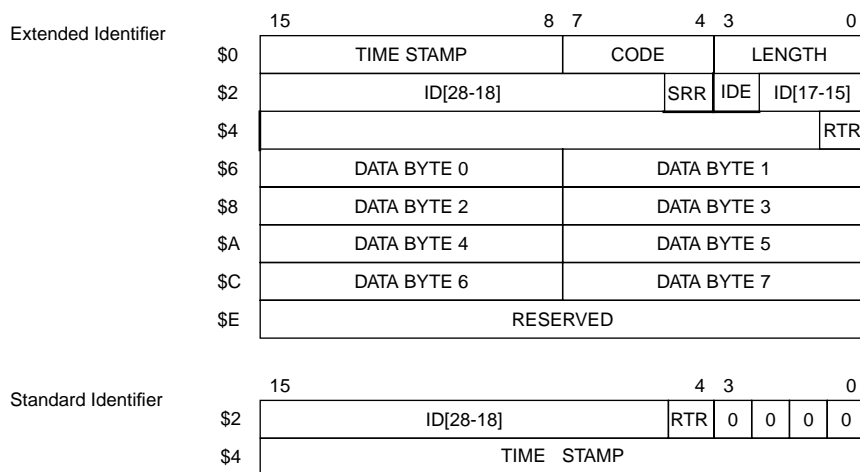 Extended Identifier
15 8 7 4 3 0
$0 TIME STAMP CODE LENGTH
$2 ID[28-18] SRR IDE ID[17-15]
$4 RTR
$6 DATA BYTE 0 DATA BYTE 1
$8 DATA BYTE 2 DATA BYTE 3
$A DATA BYTE 4 DATA BYTE 5
$C DATA BYTE 6 DATA BYTE 7
$E RESERVED
Standard Identifier
15 4 3 0
$2 ID[28-18] RTR 0 0 0 0
$4 TIME STAMP